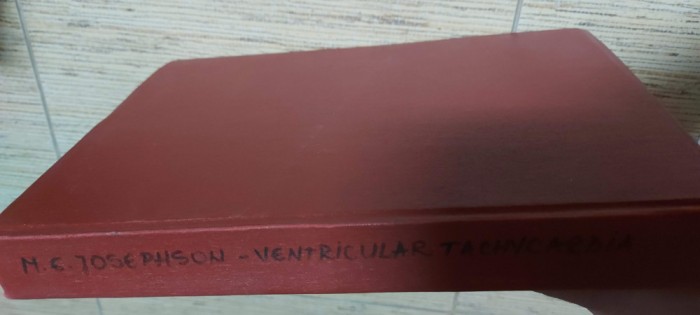 M.E. JOSEPHSON - VENTRICULAR TACHYCARDIA